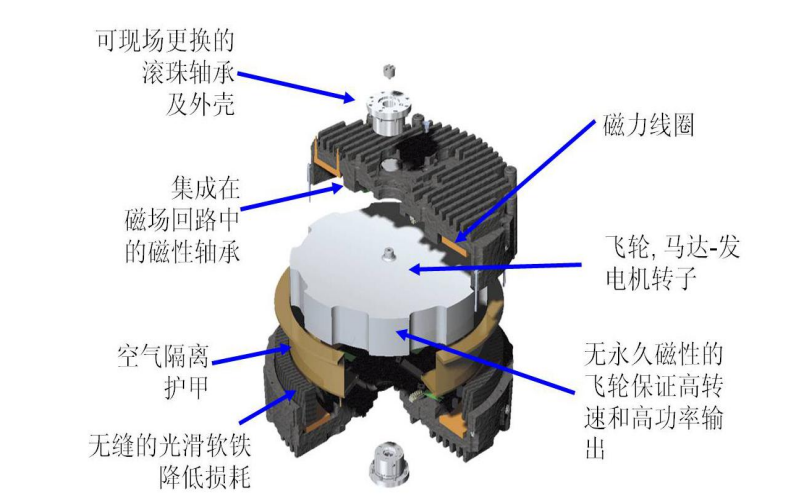 可现场更换的
滚珠轴承
及外壳
磁力线圈
集成在
磁场回路中
的磁性轴承
飞轮, 马达-发
电机转子
空气隔离
护甲
无永久磁性的
飞轮保证高转
速和高功率输
出
无缝的光滑软铁
降低损耗